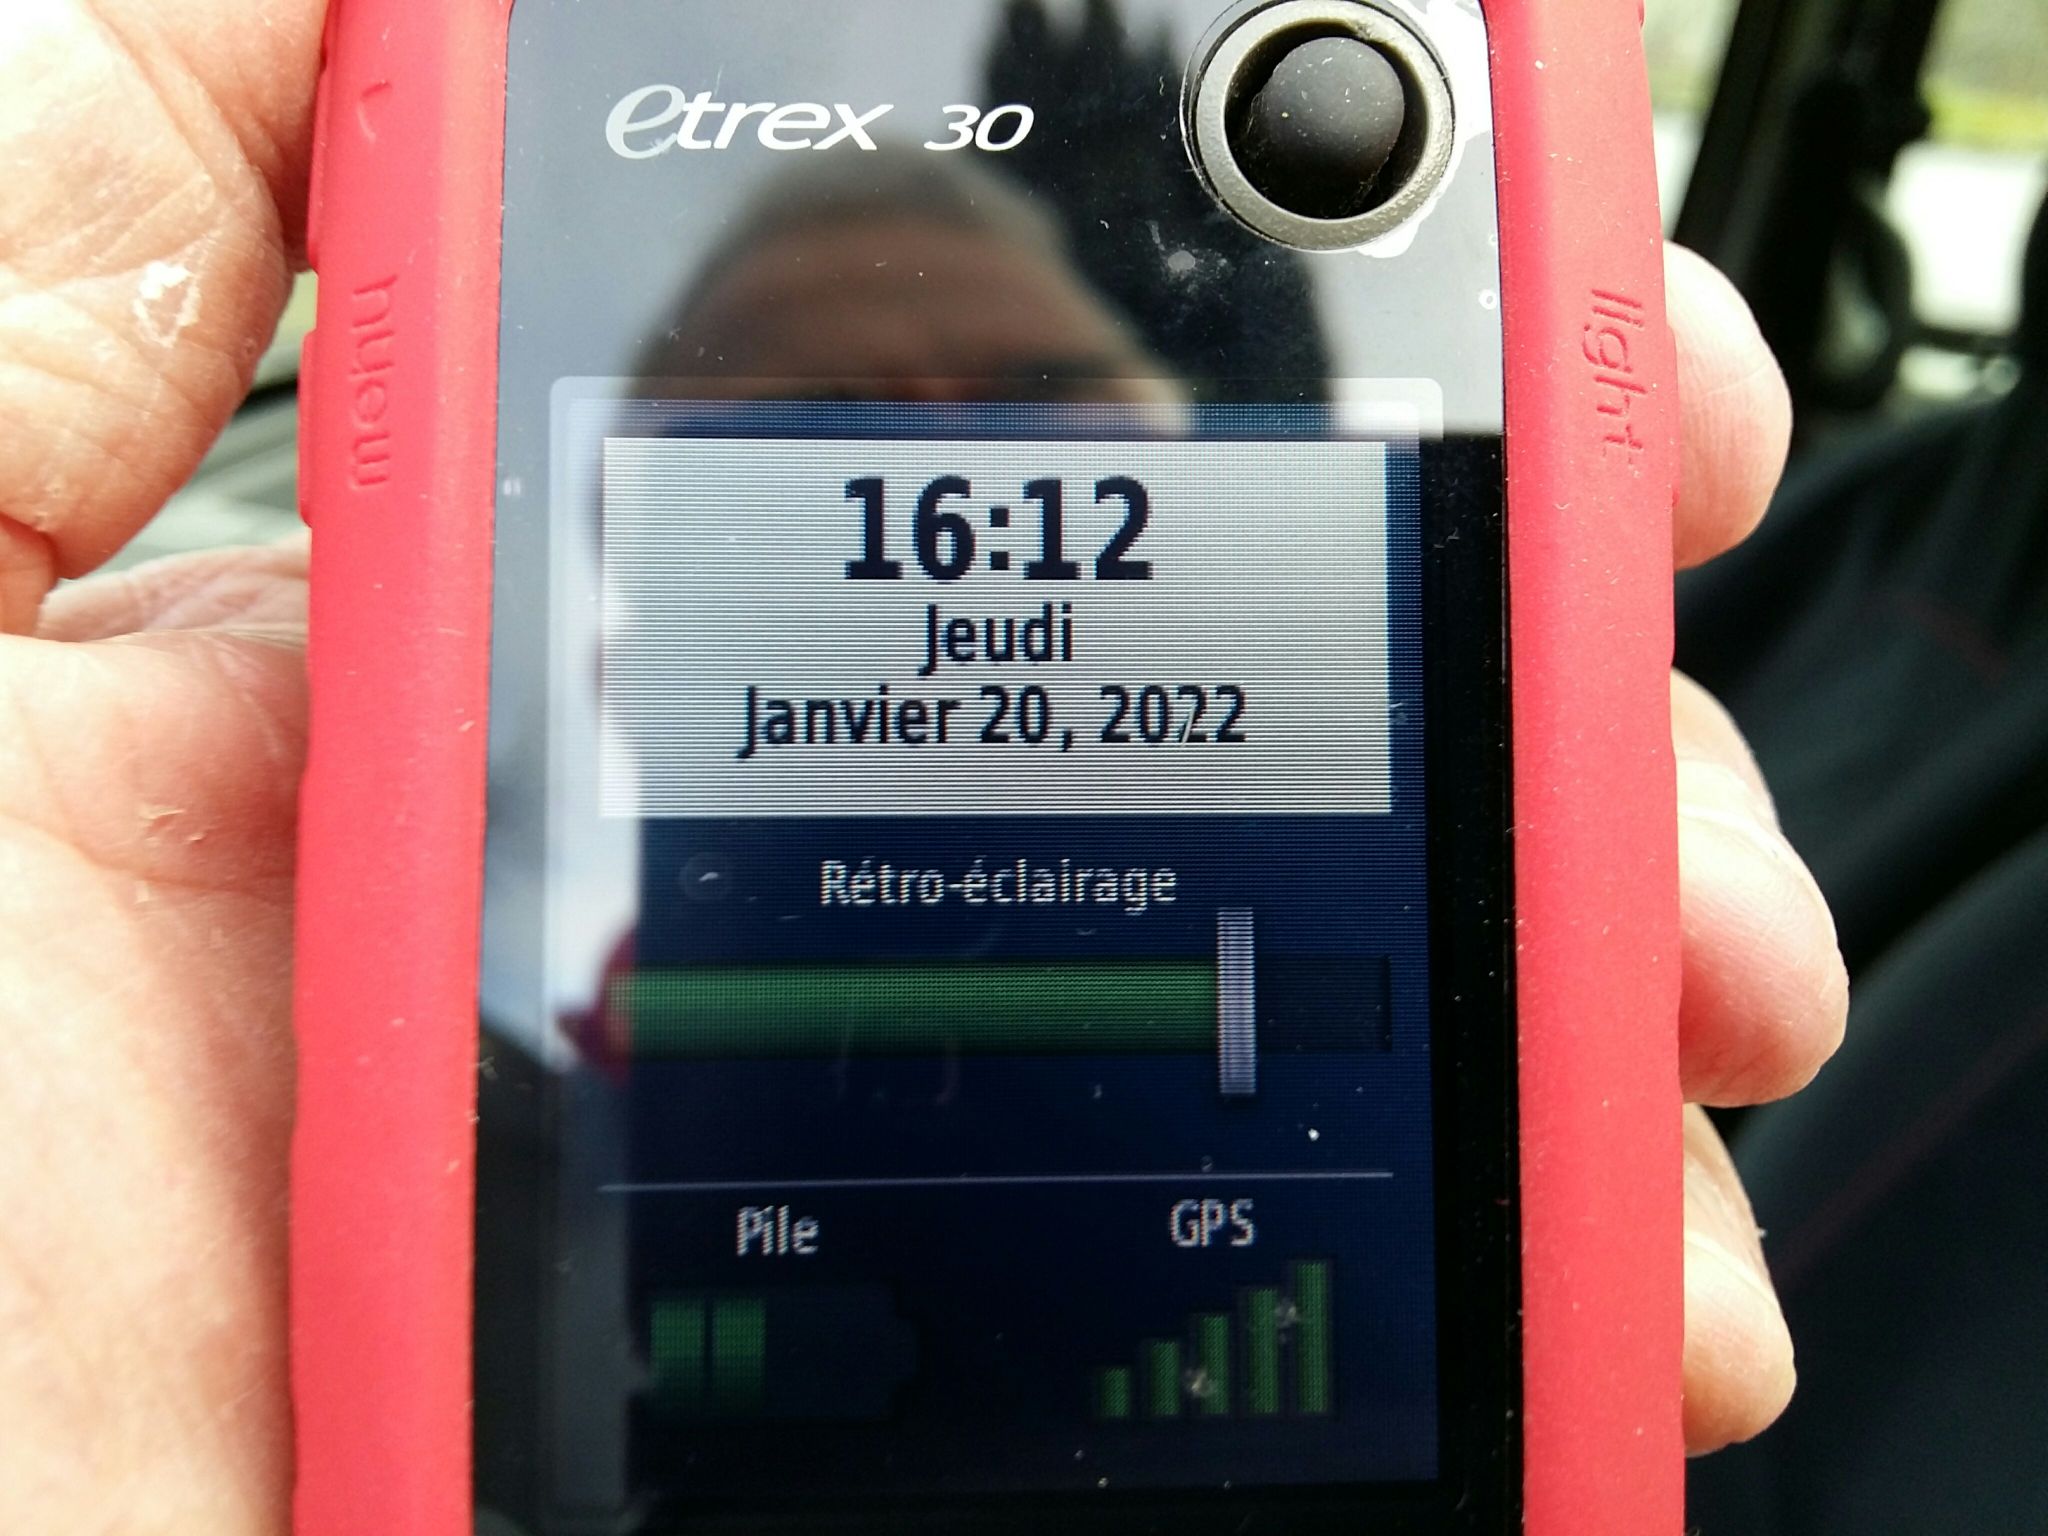 etrex 30
menu
light
16:12
Jeudi
Janvier 20, 2022
Rétro-éclairage
Pile
GPS